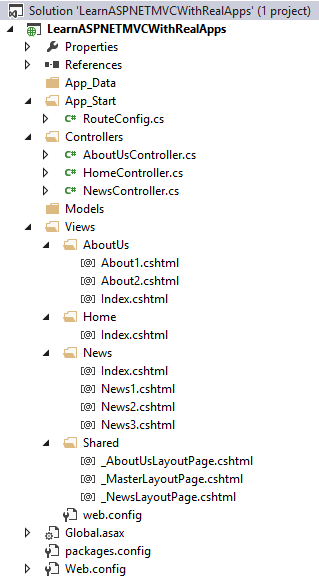 Solution 'LearnASPNETMVCWithRealApps' (1 project)
LearnASPNETMVCWithRealApps
Properties
References
App_Data
App_Start
C# RouteConfig.cs
Controllers
C# AboutUsController.cs
C# HomeController.cs
C# NewsController.cs
Models
Views
AboutUs
[@] About1.cshtml
[@] About2.cshtml
[@] Index.cshtml
Home
[@] Index.cshtml
News
[@] Index.cshtml
[@] News1.cshtml
[@] News2.cshtml
[@] News3.cshtml
Shared
[@] _AboutUsLayoutPage.cshtml
[@] _MasterLayoutPage.cshtml
[@] _NewsLayoutPage.cshtml
web.config
Global.asax
packages.config
Web.config